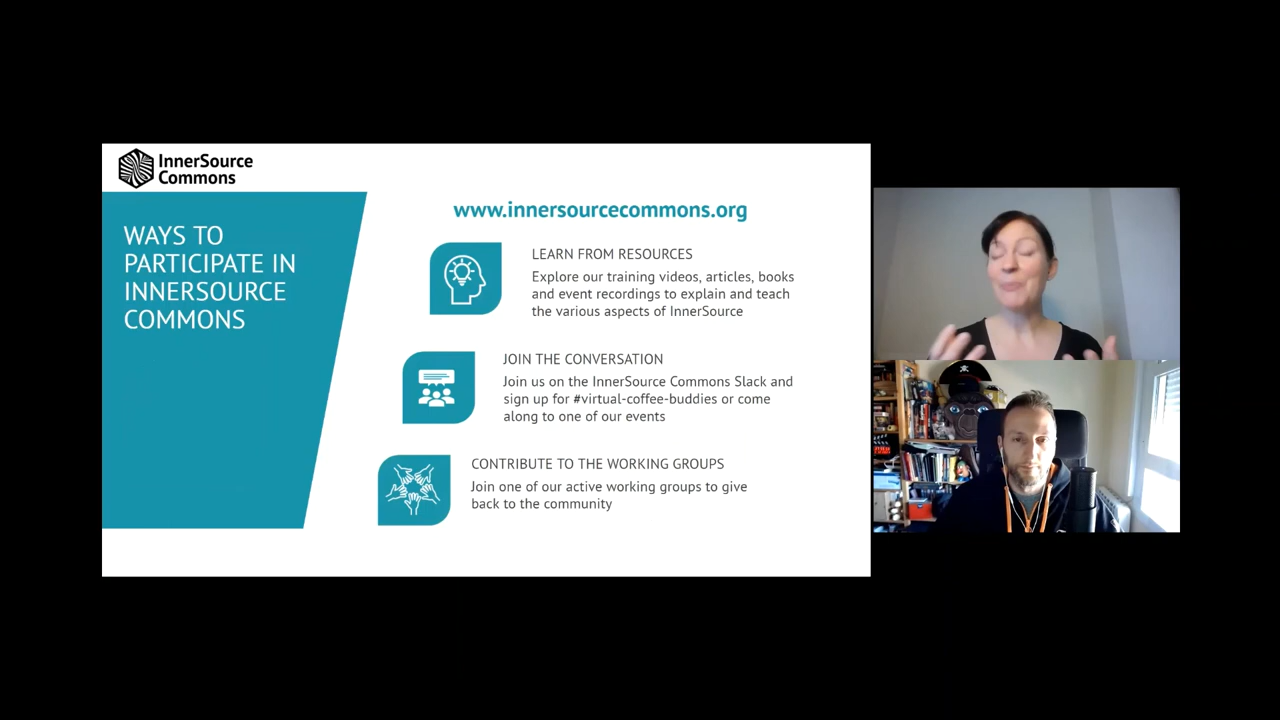 InnerSource
Commons
WAYS TO
PARTICIPATE IN
INNERSOURCE
COMMONS
www.innersourcecommons.org
LEARN FROM RESOURCES
Explore our training videos, articles, books
and event recordings to explain and teach
the various aspects of InnerSource
JOIN THE CONVERSATION
Join us on the InnerSource Commons Slack and
sign up for #virtual-coffee-buddies or come
along to one of our events
CONTRIBUTE TO THE WORKING GROUPS
Join one of our active working groups to give
back to the community